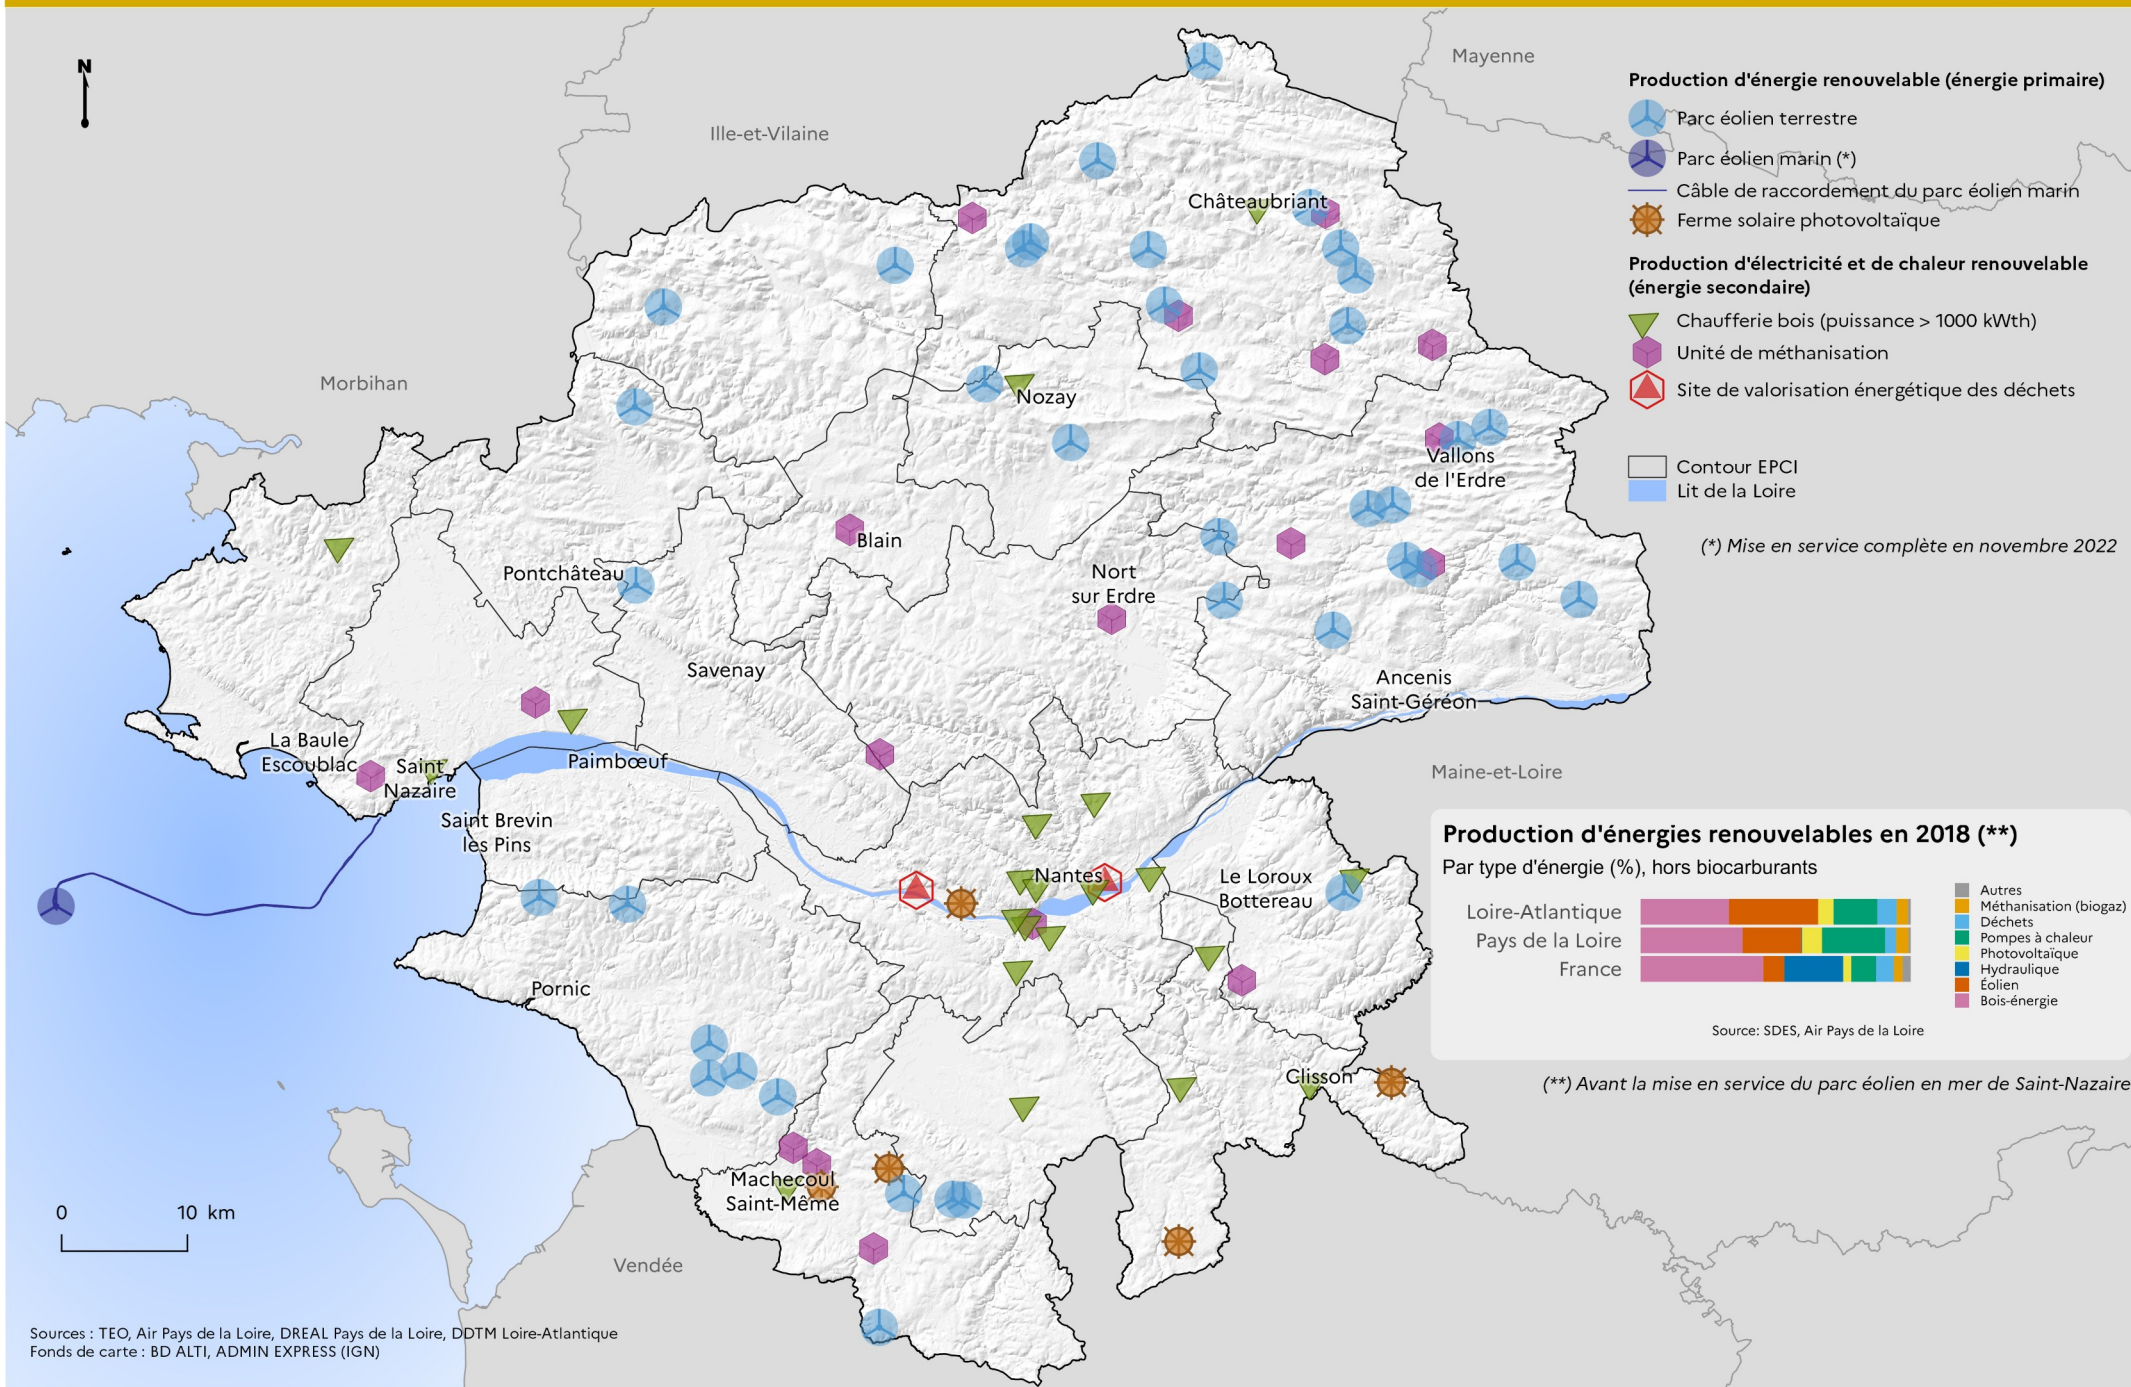 N
Mayenne
Ille-et-Vilaine
Morbihan
Maine-et-Loire
Vendée
Châteaubriant
Nozay
Vallons
de l'Erdre
Blain
Pontchâteau
Nort
sur Erdre
Savenay
Ancenis
Saint-Géréon
La Baule
Escoublac
Saint
Nazaire
Paimbœuf
Saint Brevin
les Pins
Nantes
Le Loroux
Bottereau
Pornic
Clisson
Machecoul
Saint-Même
0 10 km
Sources : TEO, Air Pays de la Loire, DREAL Pays de la Loire, DDTM Loire-Atlantique
Fonds de carte : BD ALTI, ADMIN EXPRESS (IGN)
Production d'énergie renouvelable (énergie primaire)
Parc éolien terrestre
Parc éolien marin (*)
Câble de raccordement du parc éolien marin
Ferme solaire photovoltaïque
Production d'électricité et de chaleur renouvelable
(énergie secondaire)
Chaufferie bois (puissance > 1000 kWth)
Unité de méthanisation
Site de valorisation énergétique des déchets
Contour EPCI
Lit de la Loire
(*) Mise en service complète en novembre 2022
Production d'énergies renouvelables en 2018 (**)
Par type d'énergie (%), hors biocarburants
Loire-Atlantique
Pays de la Loire
France
Autres
Méthanisation (biogaz)
Déchets
Pompes à chaleur
Photovoltaïque
Hydraulique
Éolien
Bois-énergie
Source: SDES, Air Pays de la Loire
(**) Avant la mise en service du parc éolien en mer de Saint-Nazaire